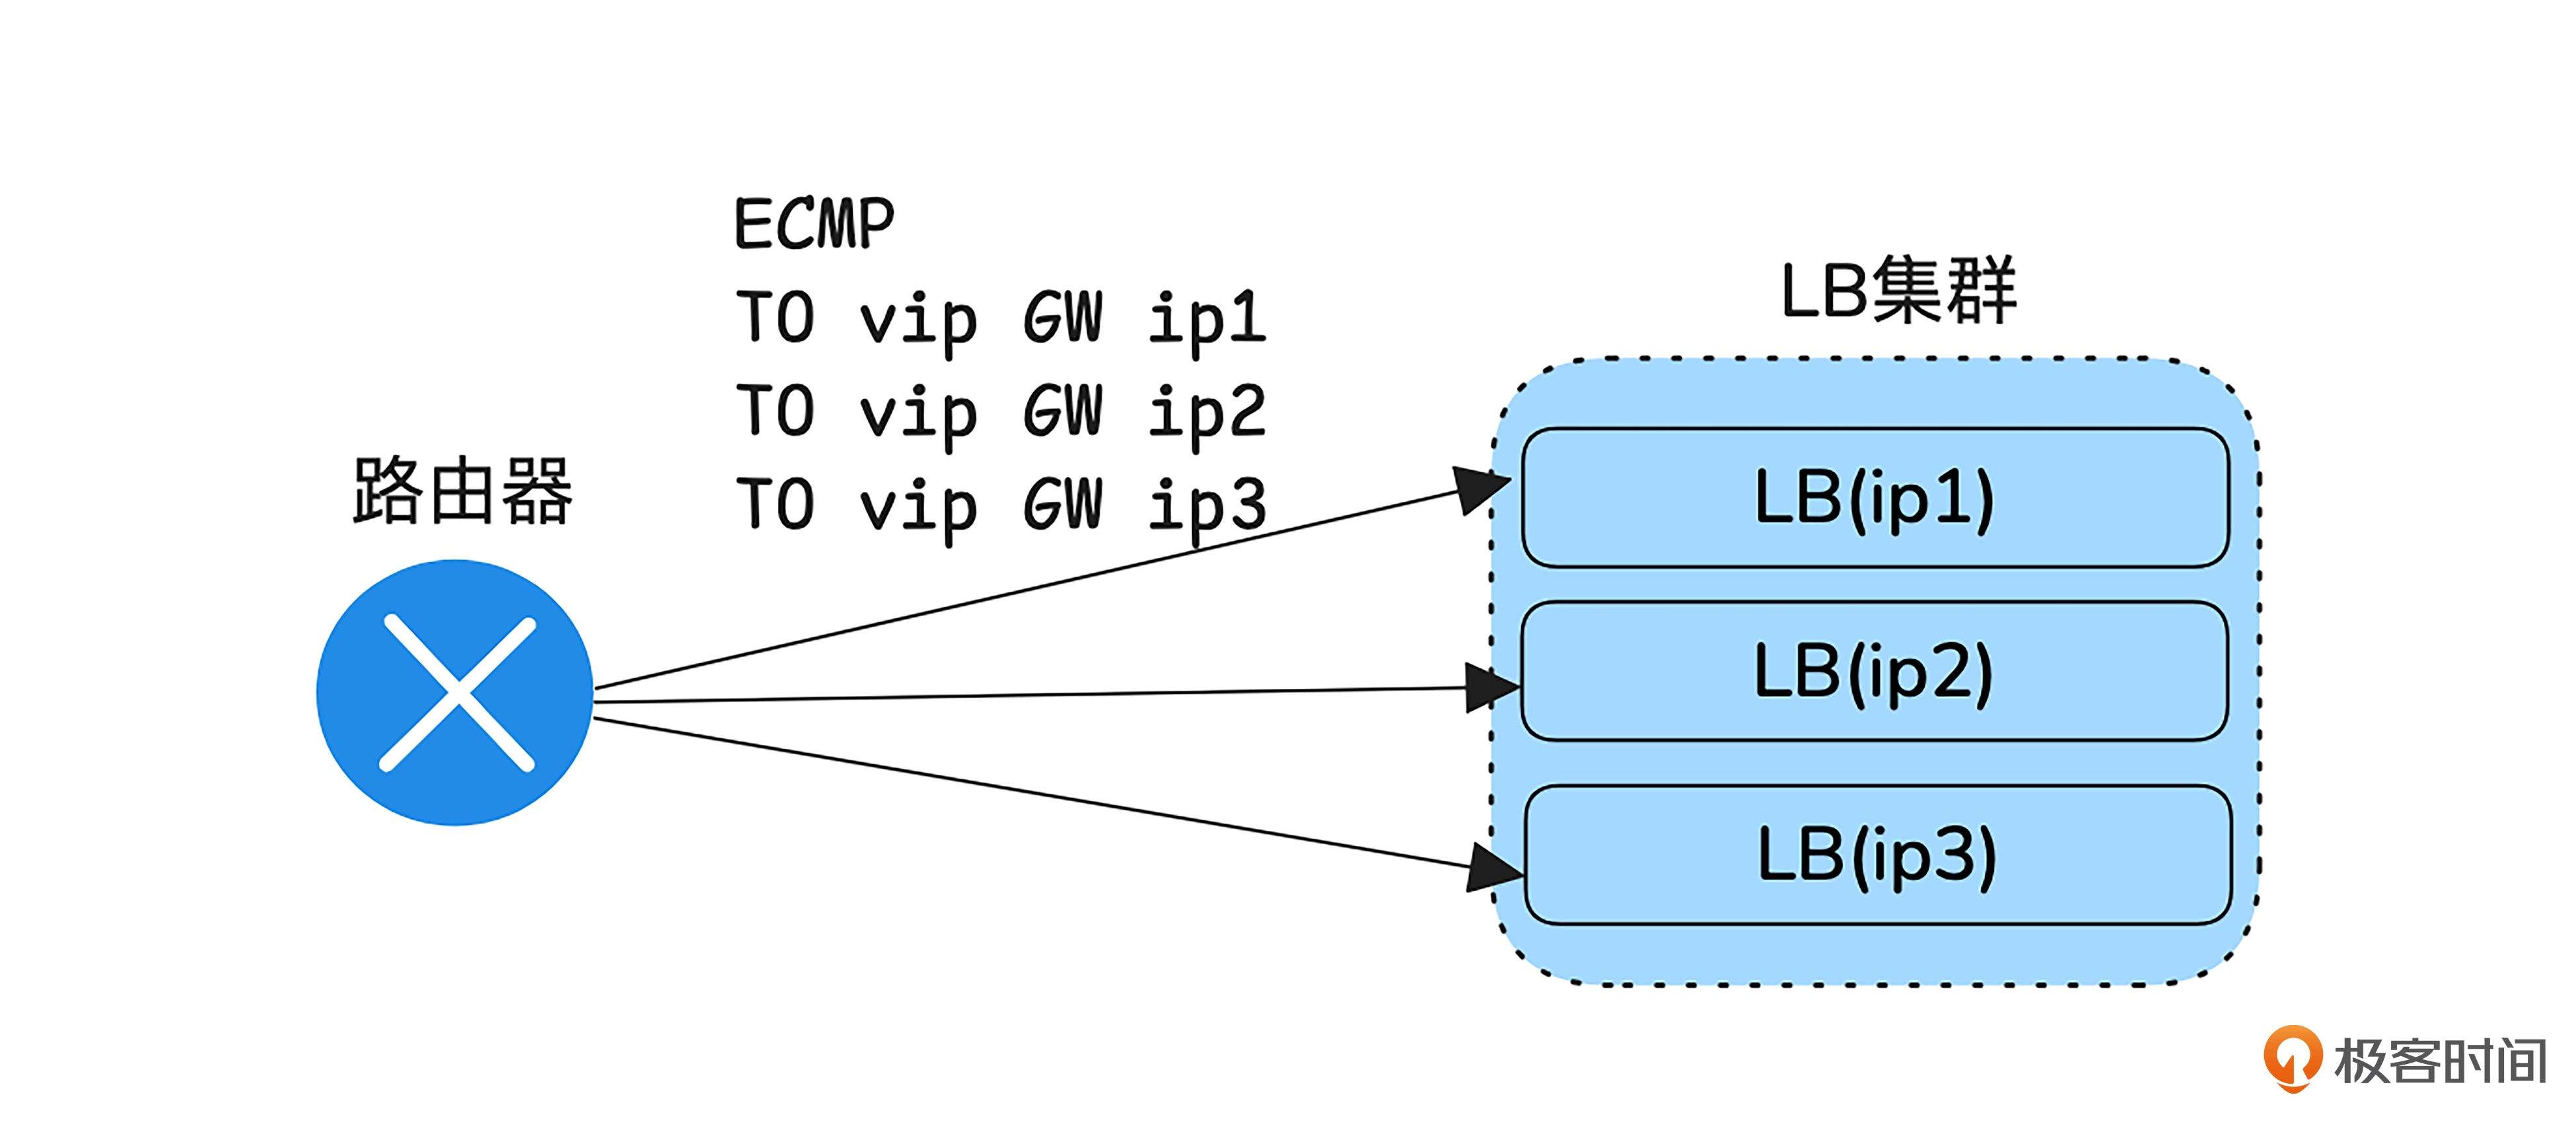 ECMP
TO vip GW ip1
TO vip GW ip2
TO vip GW ip3
路由器
LB集群
LB(ip1)
LB(ip2)
LB(ip3)
极客时间